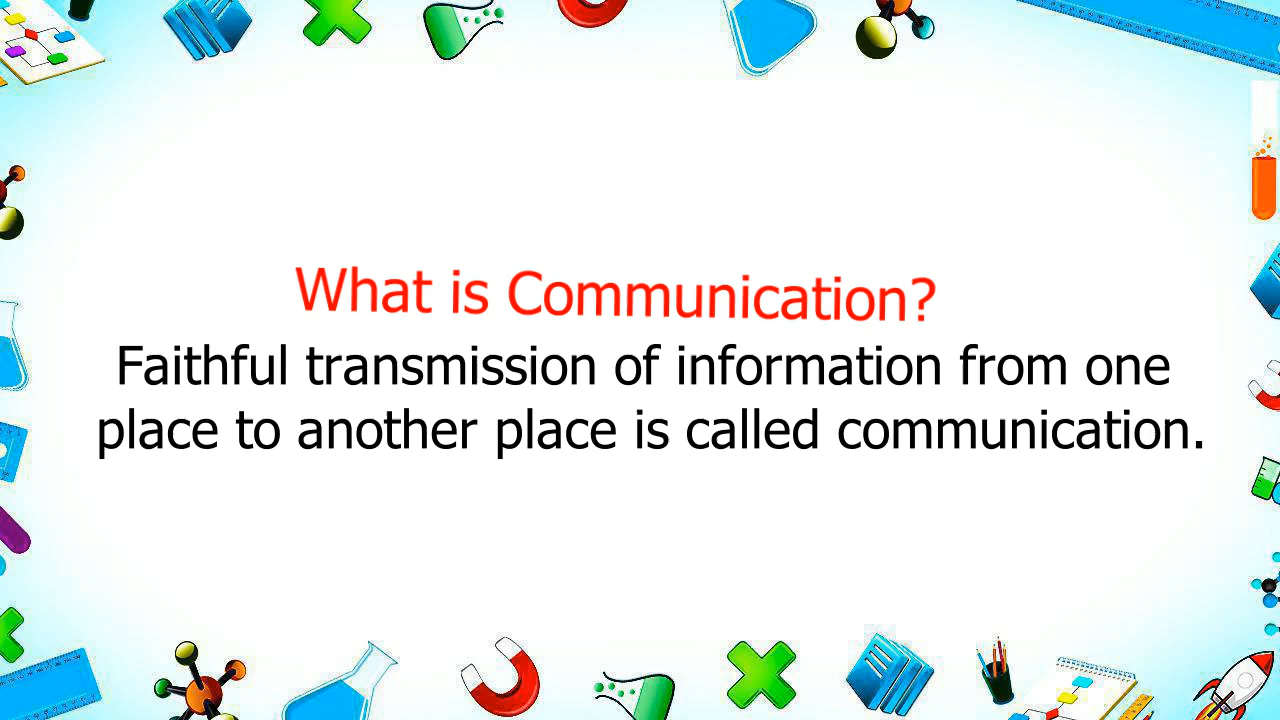 What is Communication?
Faithful transmission of information from one
place to another place is called communication.